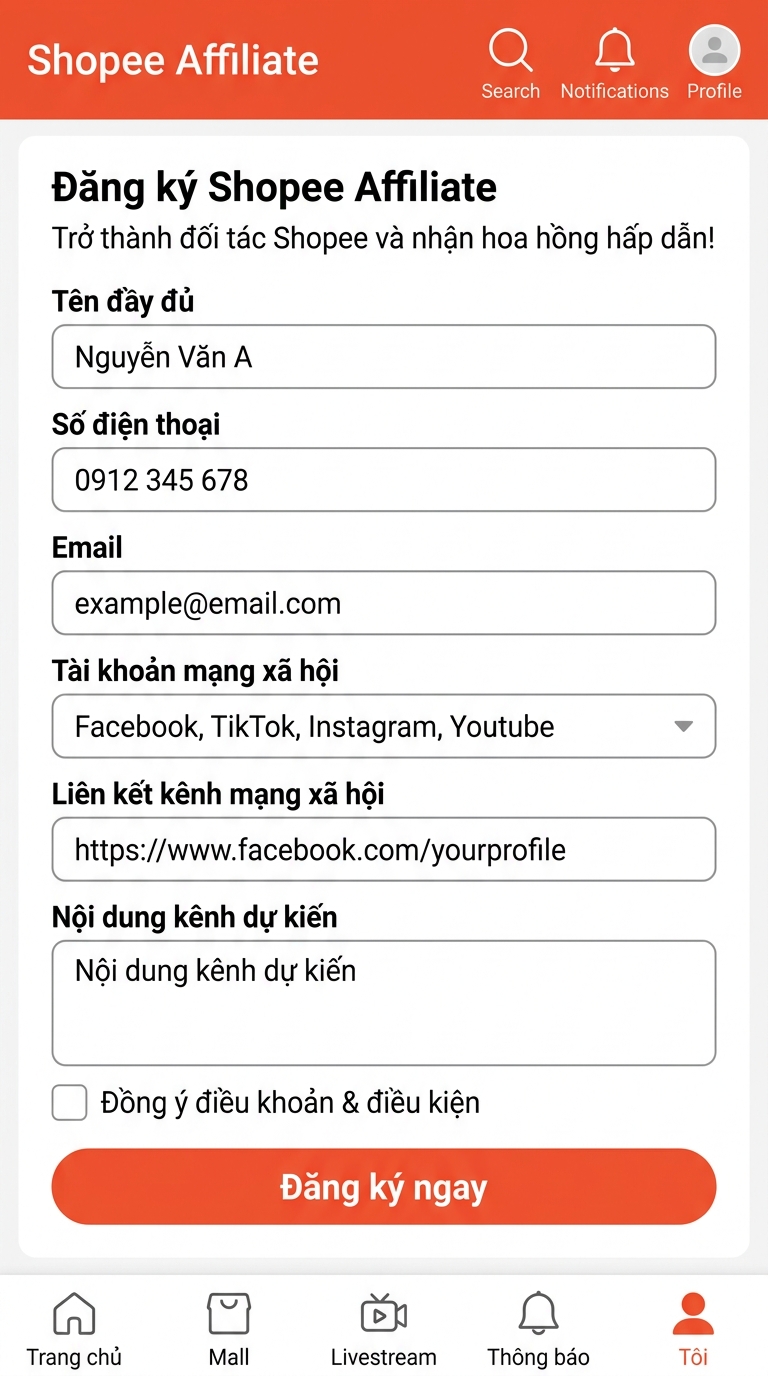 Shopee Affiliate
Search
Notifications
Profile
Đăng ký Shopee Affiliate
Trở thành đối tác Shopee và nhận hoa hồng hấp dẫn!
Tên đầy đủ
Nguyễn Văn A
Số điện thoại
0912 345 678
Email
example@email.com
Tài khoản mạng xã hội
Facebook, TikTok, Instagram, Youtube
Liên kết kênh mạng xã hội
https://www.facebook.com/yourprofile
Nội dung kênh dự kiến
Nội dung kênh dự kiến
Đồng ý điều khoản & điều kiện
Đăng ký ngay
Trang chủ
Mall
Livestream
Thông báo
Tôi